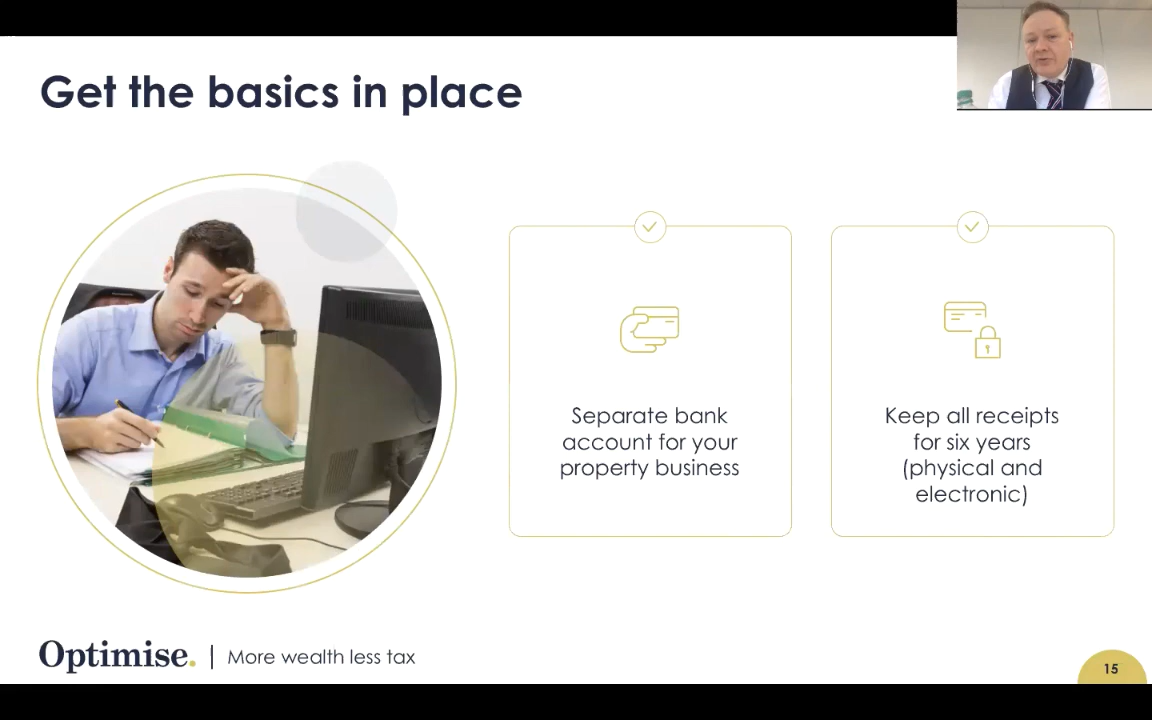 Get the basics in place
Separate bank
account for your
property business
Keep all receipts
for six years
(physical and
electronic)
Optimise. | More wealth less tax
15